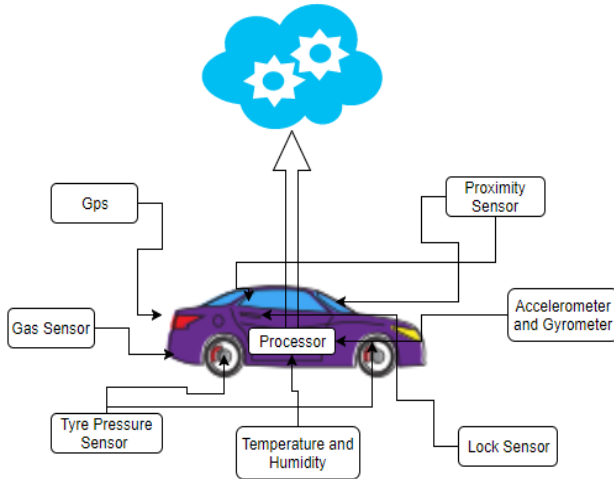 Gps
Proximity
Sensor
Gas Sensor
Accelerometer
and Gyrometer
Processor
Tyre Pressure
Sensor
Temperature and
Humidity
Lock Sensor